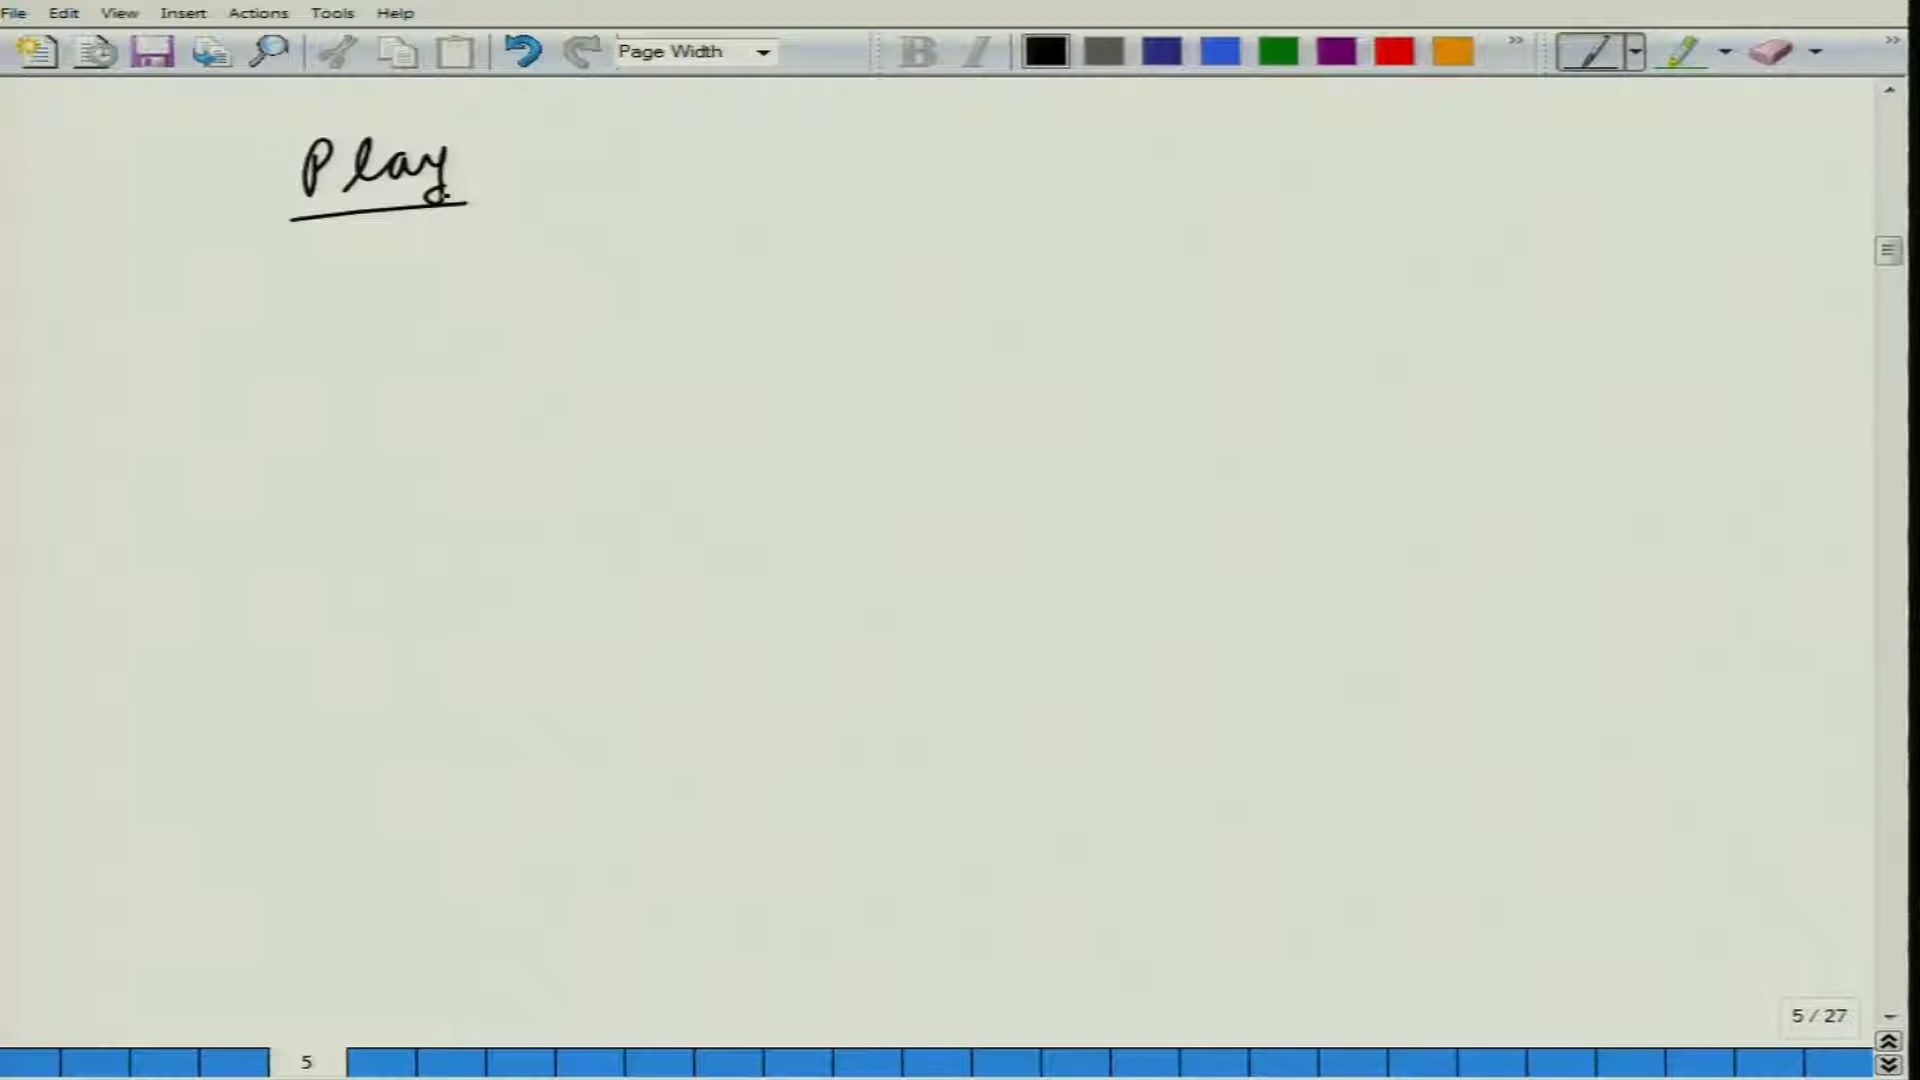 File Edit View Insert Actions Tools Help
Page Width B I
Play
5 / 27
5